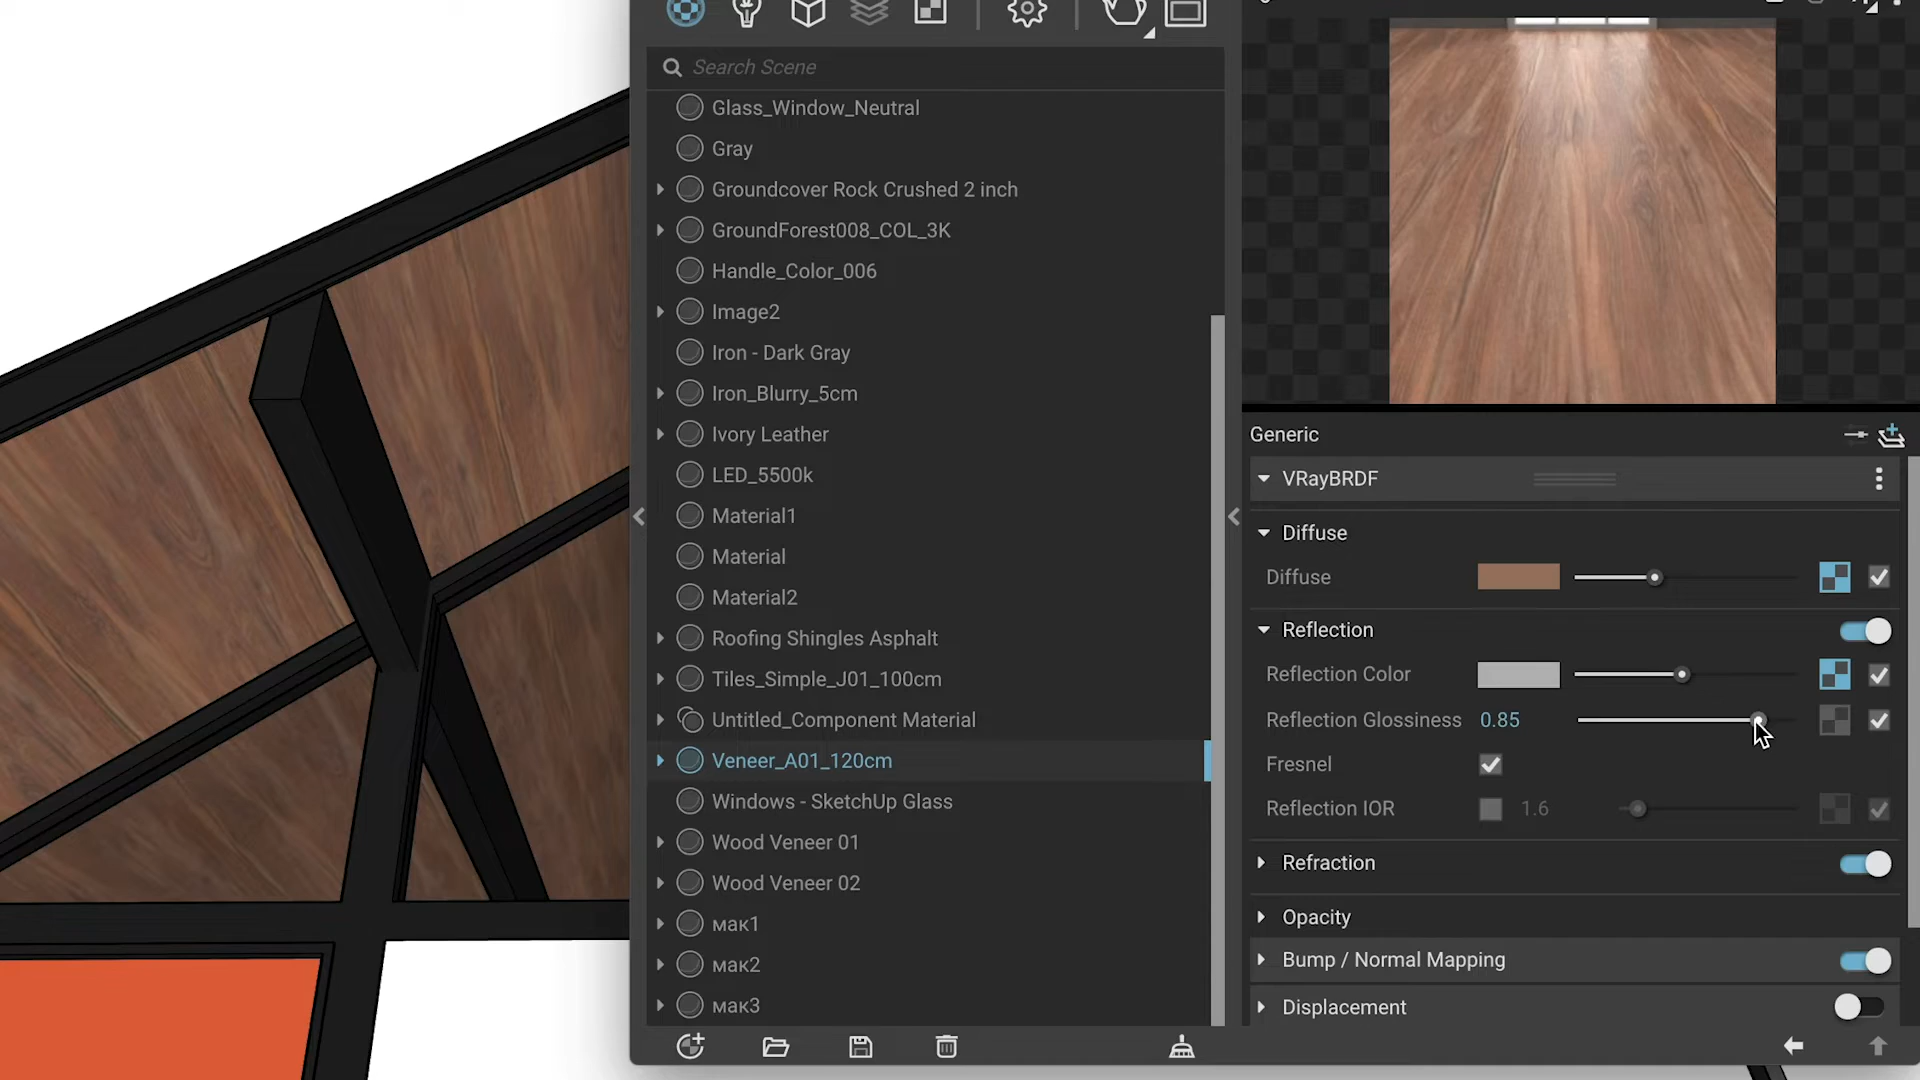 Search Scene
Glass_Window_Neutral
Gray
Groundcover Rock Crushed 2 inch
GroundForest008_COL_3K
Handle_Color_006
Image2
Iron - Dark Gray
Iron_Blurry_5cm
Ivory Leather
LED_5500k
Material1
Material
Material2
Roofing Shingles Asphalt
Tiles_Simple_J01_100cm
Untitled_Component Material
Veneer_A01_120cm
Windows - SketchUp Glass
Wood Veneer 01
Wood Veneer 02
мак1
мак2
мак3
Generic
VRayBRDF
Diffuse
Diffuse
Reflection
Reflection Color
Reflection Glossiness 0.85
Fresnel
Reflection IOR 1.6
Refraction
Opacity
Bump / Normal Mapping
Displacement